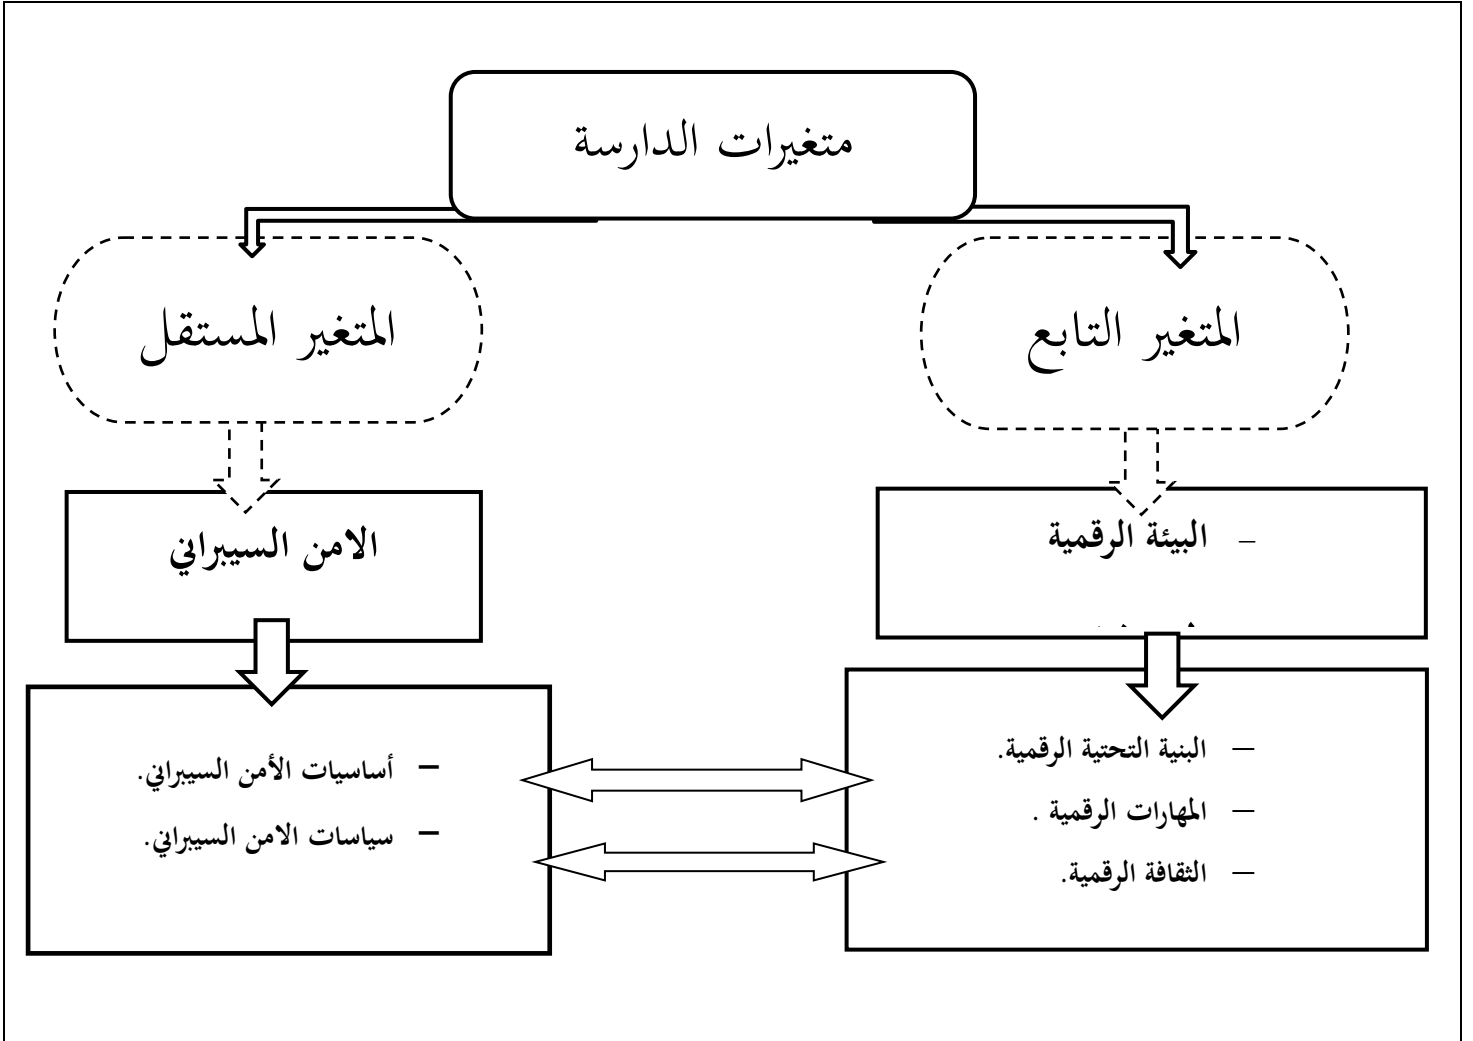 متغيرات الدارسة
المتغير التابع
المتغير المستقل
– البيئة الرقمية
الامن السيبراني
– البنية التحتية الرقمية.
– المهارات الرقمية .
– الثقافة الرقمية.
– أساسيات الأمن السيبراني.
– سياسات الامن السيبراني.